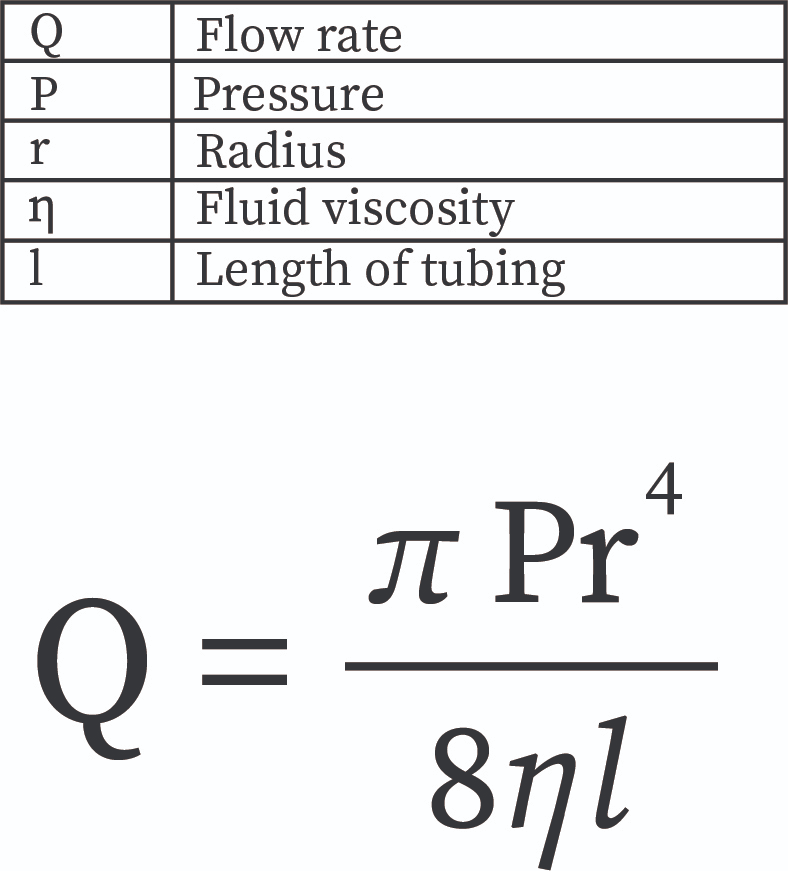 Q Flow rate
P Pressure
r Radius
η Fluid viscosity
l Length of tubing
Q = π Pr⁴ / 8ηl